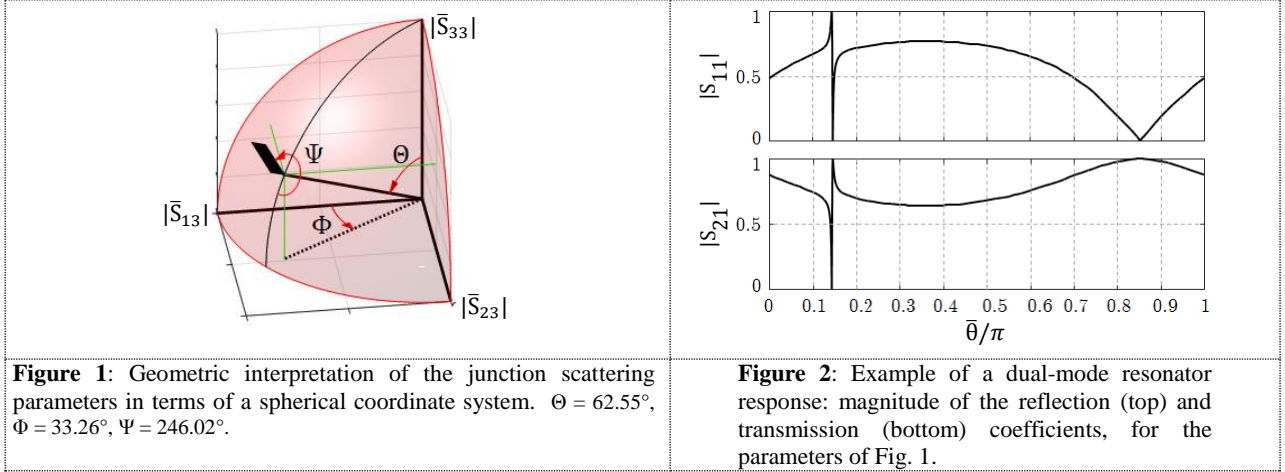 |S̄₃₃|
Ψ
Θ
|S̄₁₃|
Φ
|S̄₂₃|
Figure 1: Geometric interpretation of the junction scattering
parameters in terms of a spherical coordinate system. Θ = 62.55°,
Φ = 33.26°, Ψ = 246.02°.
1
|S₁₁|
0.5
0
1
|S₂₁|
0.5
0
0 0.1 0.2 0.3 0.4 0.5 0.6 0.7 0.8 0.9 1
θ̄/π
Figure 2: Example of a dual-mode resonator
response: magnitude of the reflection (top) and
transmission (bottom) coefficients, for the
parameters of Fig. 1.